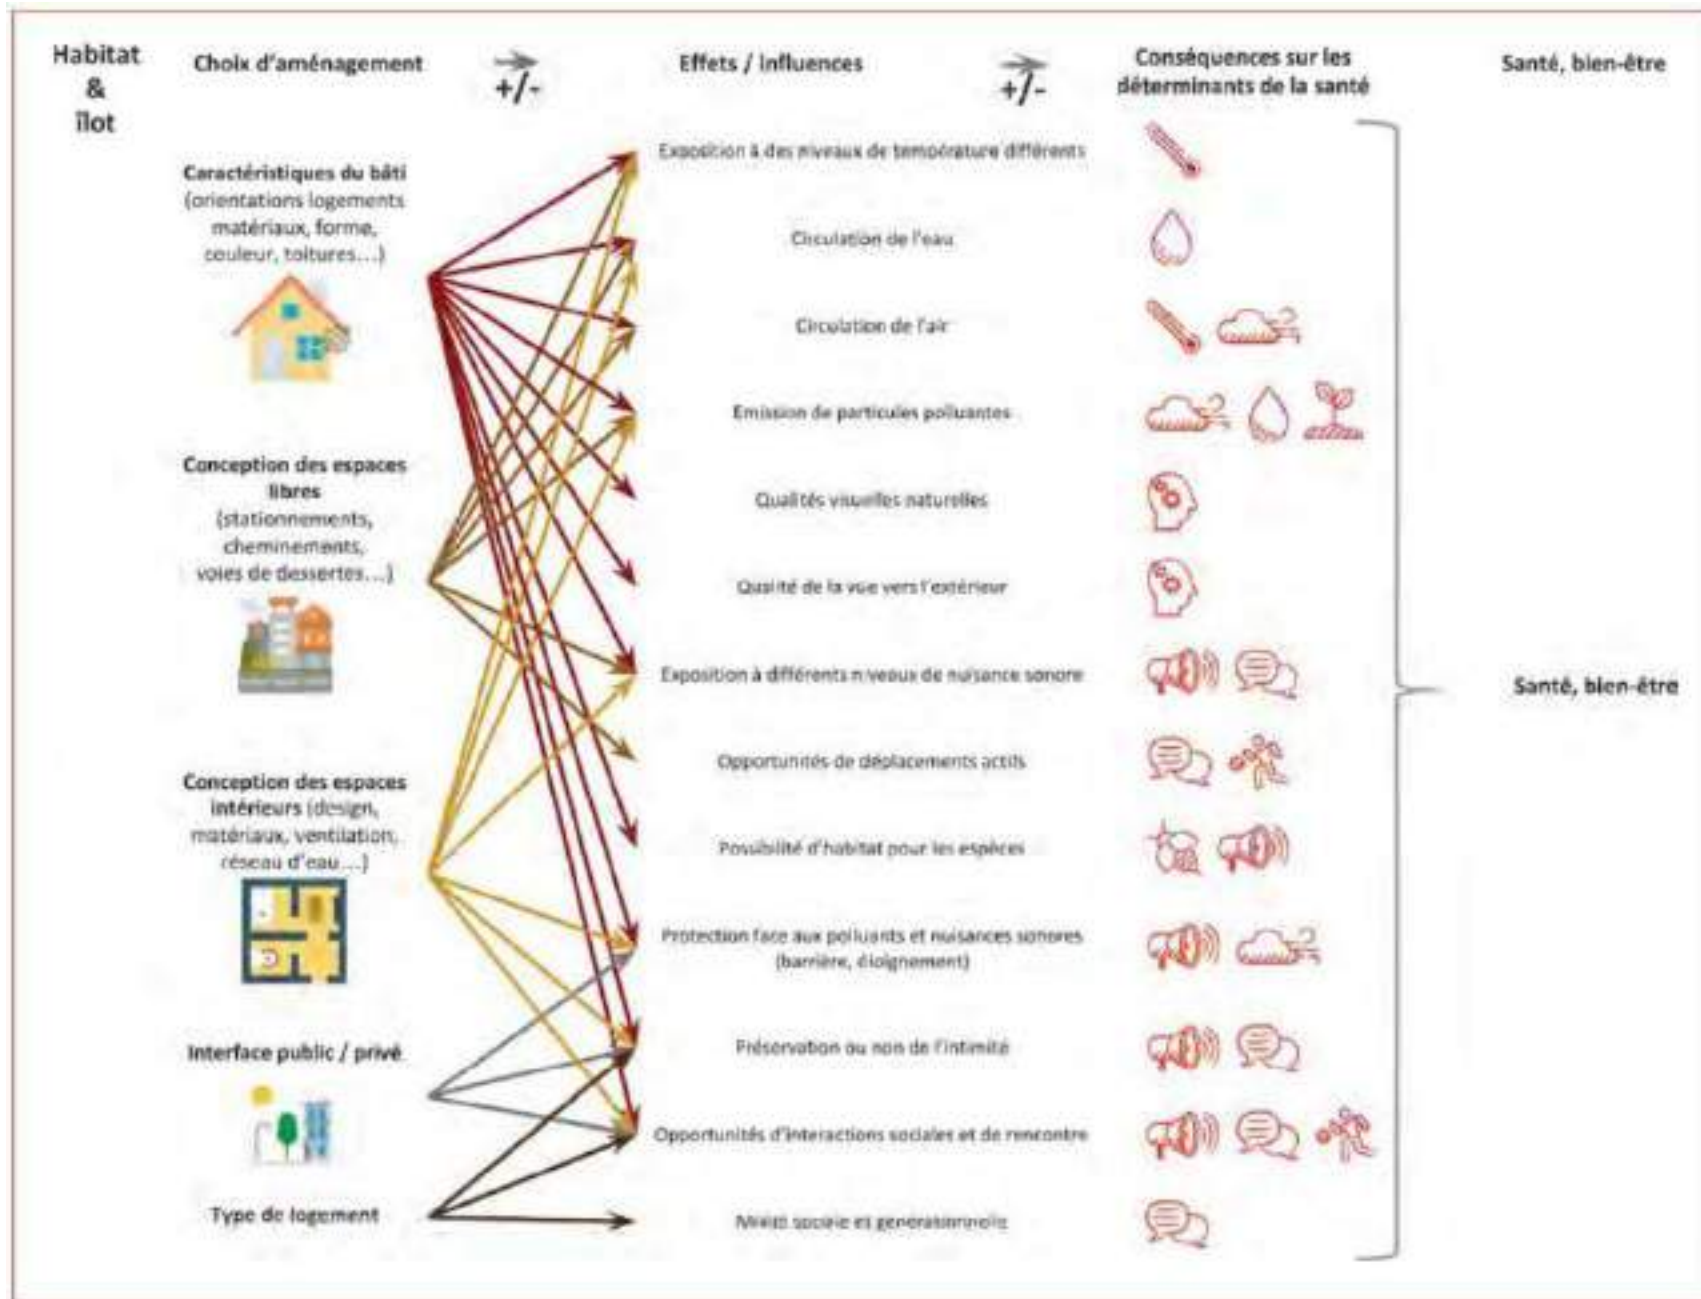 Habitat
&
îlot
Choix d'aménagement
+/-
Effets / Influences
+/-
Conséquences sur les
déterminants de la santé
Santé, bien-être
Caractéristiques du bâti
(orientations logements
matériaux, forme,
couleur, toitures...)
Conception des espaces
libres
(stationnements,
cheminements,
voies de dessertes...)
Conception des espaces
intérieurs (design,
matériaux, ventilation,
réseau d'eau...)
Interface public / privé
Type de logement
Exposition à des niveaux de température différents
Circulation de l'eau
Circulation de l'air
Emission de particules polluantes
Qualités visuelles naturelles
Qualité de la vue vers l'extérieur
Exposition à différents niveaux de nuisance sonore
Opportunités de déplacements actifs
Possibilité d'habitat pour les espèces
Protection face aux polluants et nuisances sonores
(barrière, éloignement)
Préservation ou non de l'intimité
Opportunités d'interactions sociales et de rencontre
Mixité sociale et générationnelle
Santé, bien-être